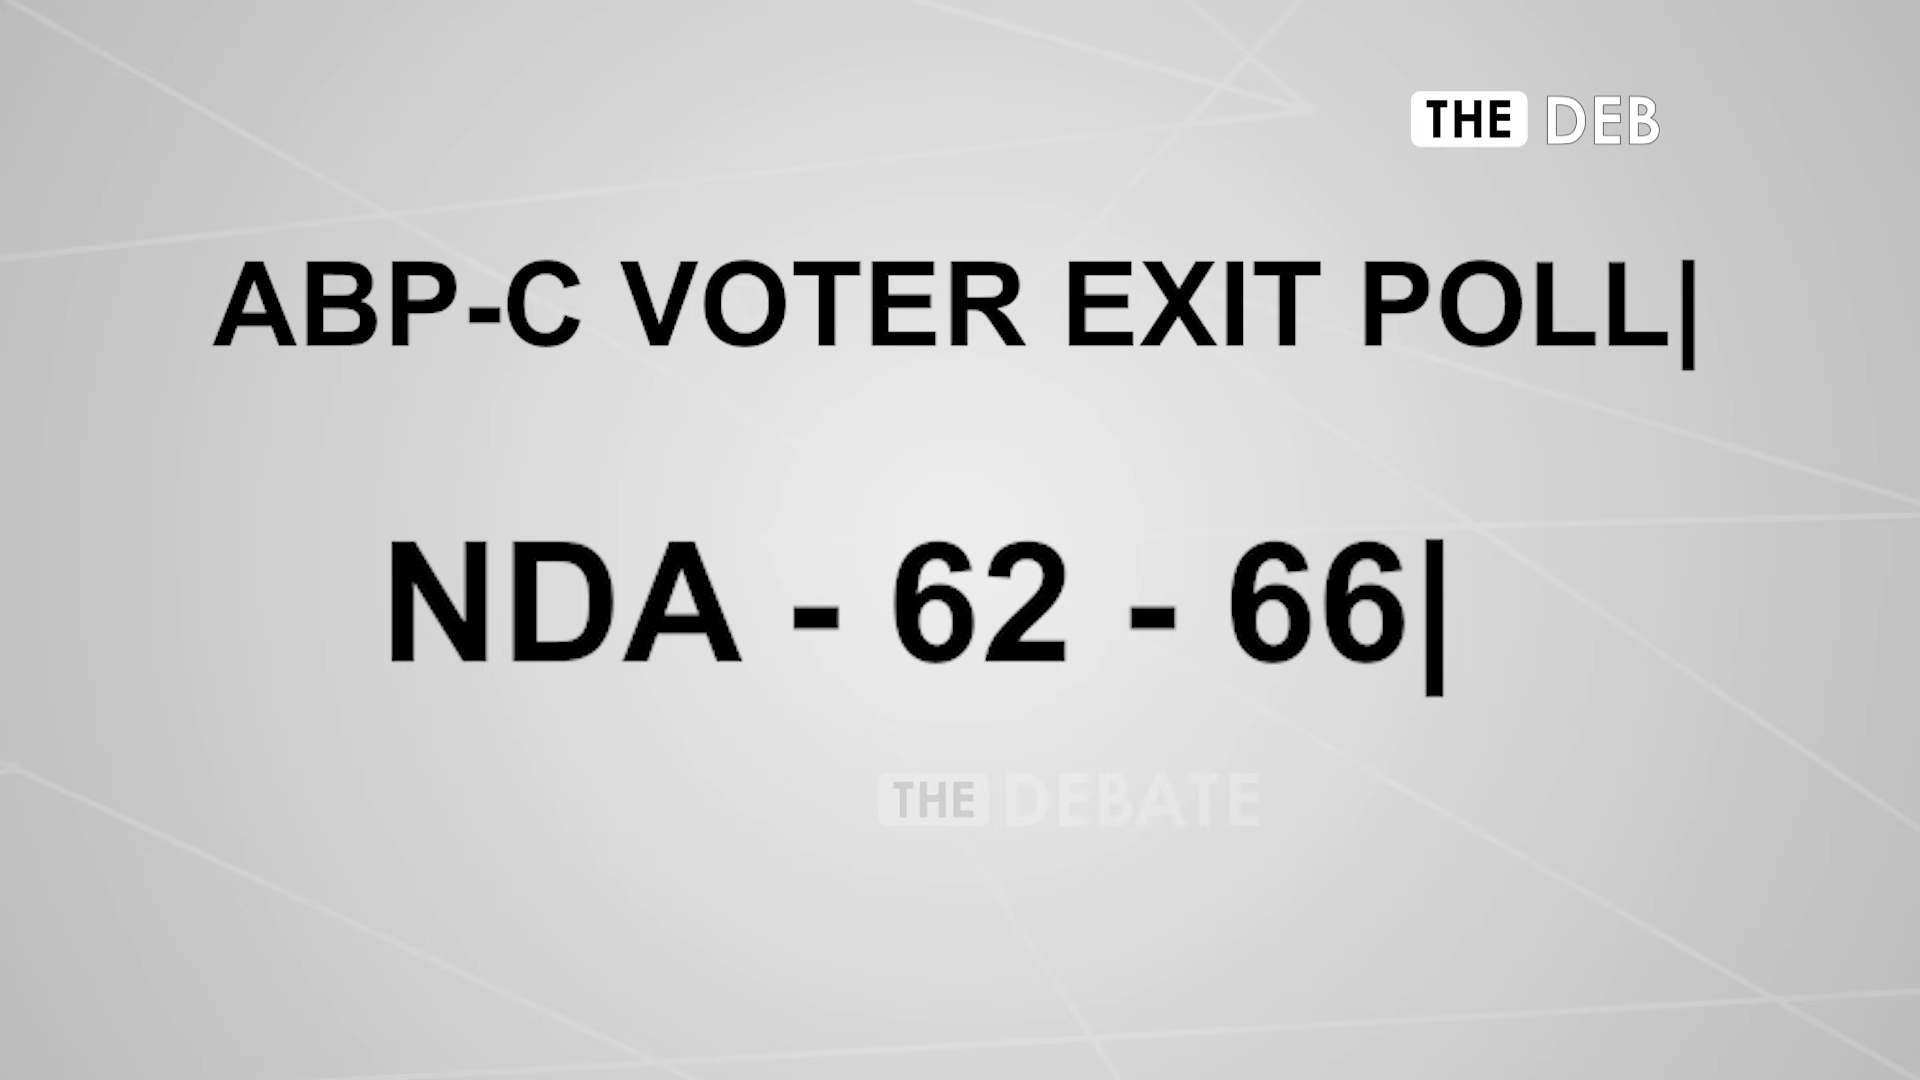 THE DEB
ABP-C VOTER EXIT POLL|
NDA - 62 - 66|
THE DEBATE